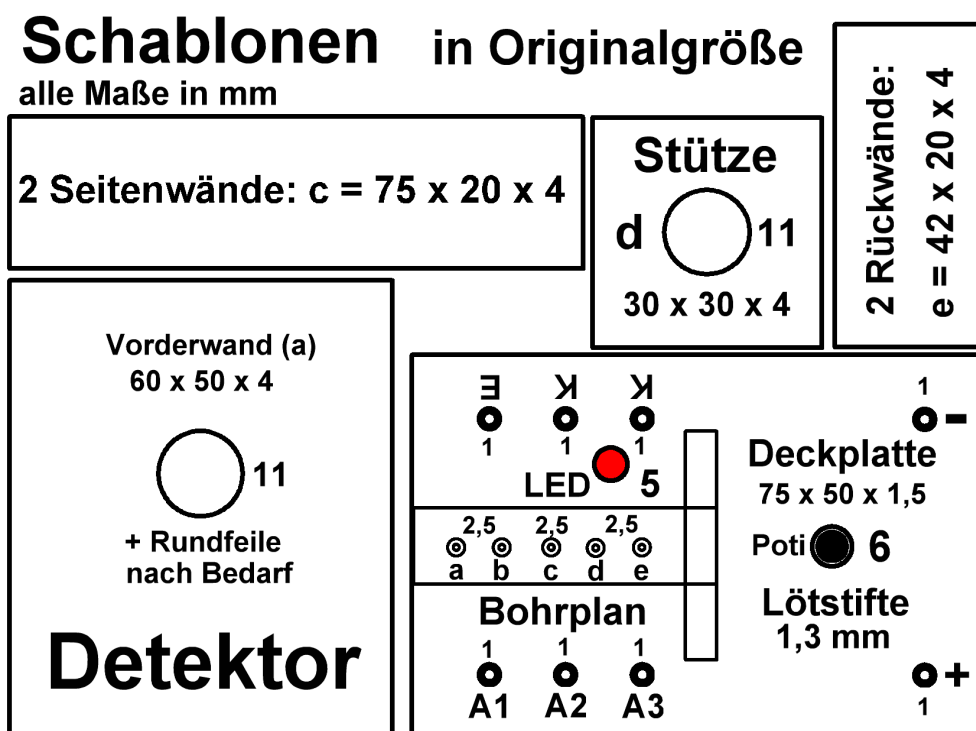 Schablonen in Originalgröße
alle Maße in mm
2 Seitenwände: c = 75 x 20 x 4
Stütze
d 11
30 x 30 x 4
2 Rückwände:
e = 42 x 20 x 4
Vorderwand (a)
60 x 50 x 4
11
+ Rundfeile
nach Bedarf
Detektor
E K K 1
1 1 1 -
LED 5
Deckplatte
75 x 50 x 1,5
2,5 2,5 2,5
a b c d e
Poti 6
Bohrplan
Lötstifte
1,3 mm
1 1 1
A1 A2 A3
+
1